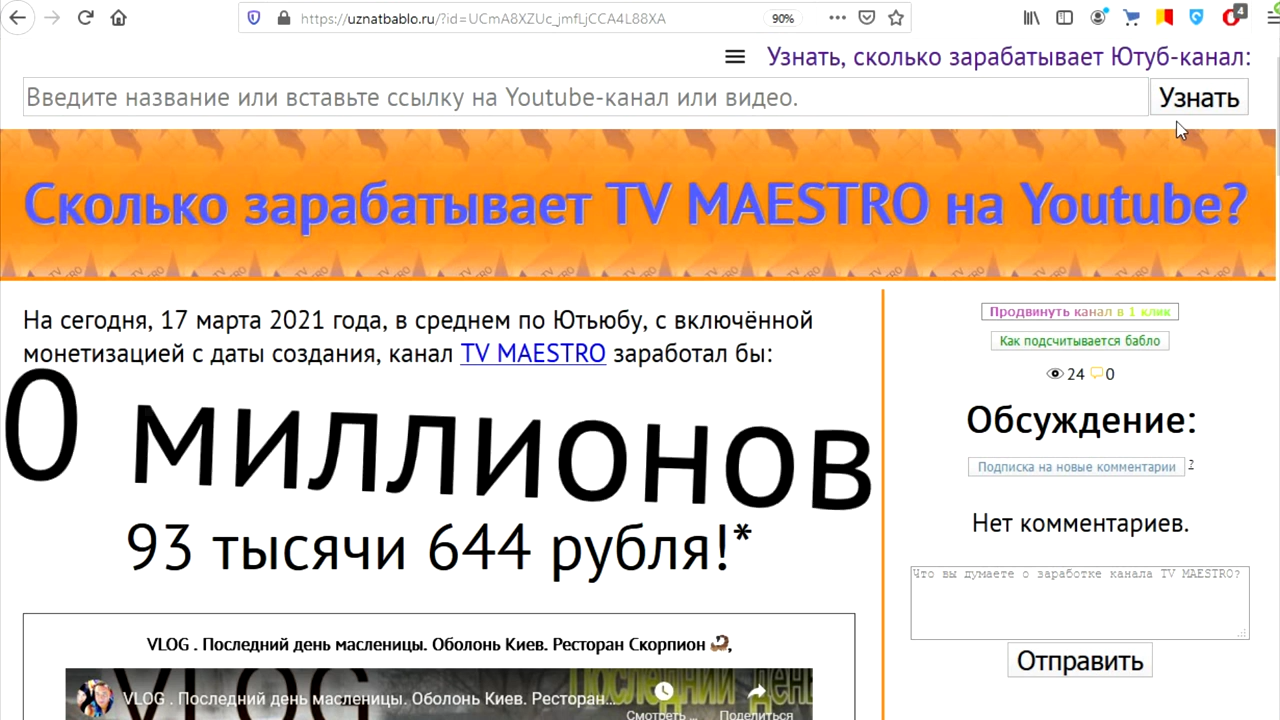 https://uznatbablo.ru/?id=UCmA8XZUc_jmfLjCCA4L88XA
90%
4
Узнать, сколько зарабатывает Ютуб-канал:
Введите название или вставьте ссылку на Youtube-канал или видео.
Узнать
Сколько зарабатывает TV MAESTRO на Youtube?
На сегодня, 17 марта 2021 года, в среднем по Ютьюбу, с включённой
монетизацией с даты создания, канал TV MAESTRO заработал бы:
0 миллионов
93 тысячи 644 рубля!*
VLOG . Последний день масленицы. Оболонь Киев. Ресторан Скорпион 🦂,
VLOG . Последний день масленицы. Оболонь Киев. Ресторан...
Смотреть ...
Поделиться
Продвинуть канал в 1 клик
Как подсчитывается бабло
24 0
Обсуждение:
Подписка на новые комментарии ?
Нет комментариев.
Что вы думаете о заработке канала TV MAESTRO?
Отправить